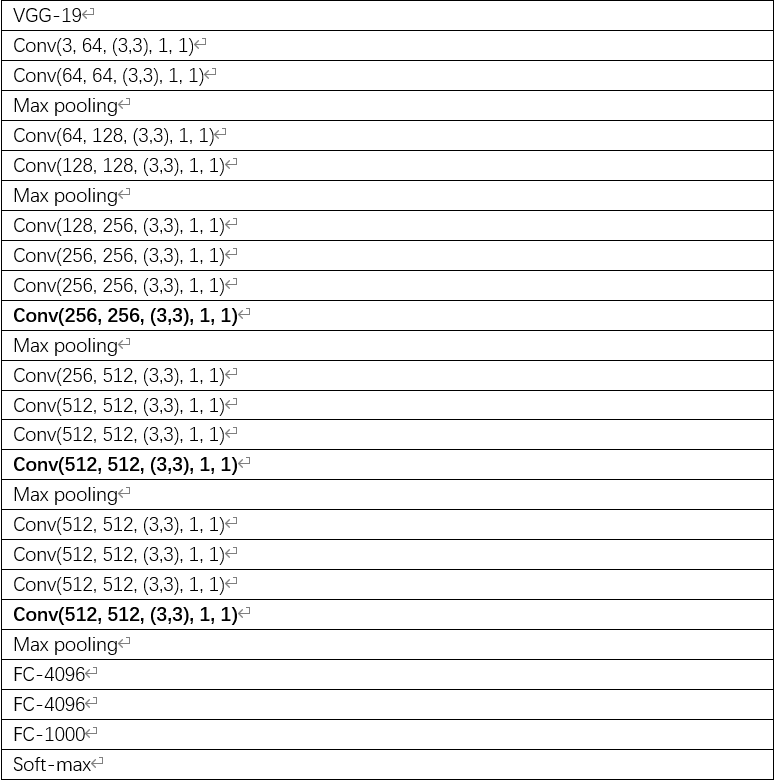 VGG-19
Conv(3, 64, (3,3), 1, 1)
Conv(64, 64, (3,3), 1, 1)
Max pooling
Conv(64, 128, (3,3), 1, 1)
Conv(128, 128, (3,3), 1, 1)
Max pooling
Conv(128, 256, (3,3), 1, 1)
Conv(256, 256, (3,3), 1, 1)
Conv(256, 256, (3,3), 1, 1)
Conv(256, 256, (3,3), 1, 1)
Max pooling
Conv(256, 512, (3,3), 1, 1)
Conv(512, 512, (3,3), 1, 1)
Conv(512, 512, (3,3), 1, 1)
Conv(512, 512, (3,3), 1, 1)
Max pooling
Conv(512, 512, (3,3), 1, 1)
Conv(512, 512, (3,3), 1, 1)
Conv(512, 512, (3,3), 1, 1)
Conv(512, 512, (3,3), 1, 1)
Max pooling
FC-4096
FC-4096
FC-1000
Soft-max